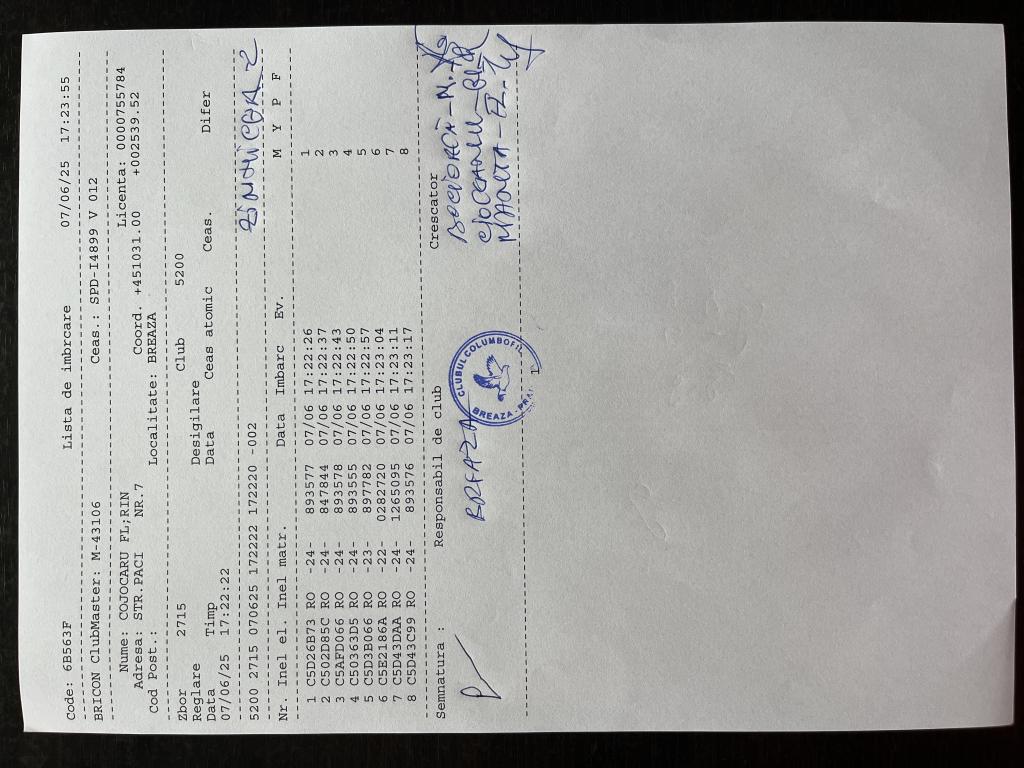 Code: 6B563F Lista de imbrcare 07/06/25 17:23:55
BRICON ClubMaster: M-43106 Ceas.: SPD-I4899 V 012
Nume: COJOCARU FL;RIN Licenta: 0000755784
Adresa: STR.PACI NR.7 Coord. +451031.00 +002539.52
Cod Post.: Localitate: BREAZA
Zbor 2715 Club 5200
Reglare Desigilare
Data Timp Data Ceas atomic Ceas. Difer
07/06/25 17:22:22
5200 2715 070625 172222 172220 -002
Nr. Inel el. Inel matr. Data Imbarc Ev. M Y P F
1 C5D26B73 RO -24- 893577 07/06 17:22:26 1
2 C502D85C RO -24- 847844 07/06 17:22:37 2
3 C5AFD066 RO -24- 893578 07/06 17:22:43 3
4 C50363D5 RO -24- 893555 07/06 17:22:50 4
5 C5D3B066 RO -23- 897782 07/06 17:22:57 5
6 C5E2186A RO -22- 0282720 07/06 17:23:04 6
7 C5D43DAA RO -24- 1265095 07/06 17:23:11 7
8 C5D43C99 RO -24- 893576 07/06 17:23:17 8
Semnatura : Responsabil de club Crescator
BREAZA
CLUBUL COLUMBOFIL
BREAZA - PRA